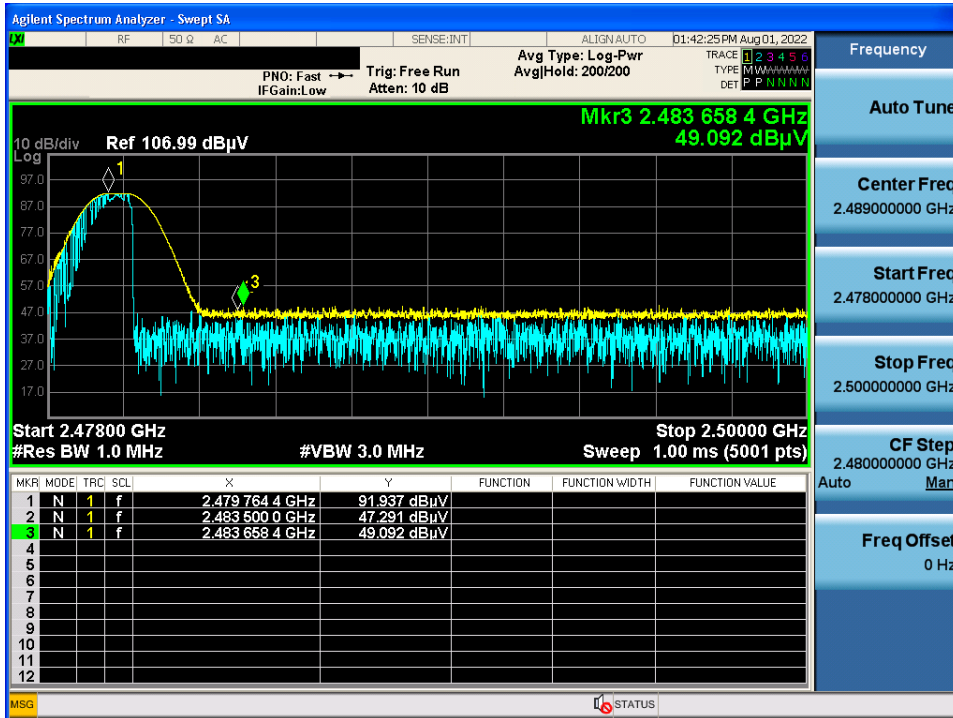 Agilent Spectrum Analyzer - Swept SA
LXI RF 50 Ω AC SENSE:INT ALIGN AUTO 01:42:25 PM Aug 01, 2022
PNO: Fast
IFGain:Low
Trig: Free Run
Atten: 10 dB
Avg Type: Log-Pwr
Avg|Hold: 200/200
TRACE 1 2 3 4 5 6
TYPE M W W W W W
DET P P N N N N
Mkr3 2.483 658 4 GHz
49.092 dBµV
10 dB/div Ref 106.99 dBµV
Log
97.0
87.0
77.0
67.0
57.0
47.0
37.0
27.0
17.0
1
3
Start 2.47800 GHz Stop 2.50000 GHz
#Res BW 1.0 MHz #VBW 3.0 MHz Sweep 1.00 ms (5001 pts)
MKR MODE TRC SCL X Y FUNCTION FUNCTION WIDTH FUNCTION VALUE
1 N 1 f 2.479 764 4 GHz 91.937 dBµV
2 N 1 f 2.483 500 0 GHz 47.291 dBµV
3 N 1 f 2.483 658 4 GHz 49.092 dBµV
4
5
6
7
8
9
10
11
12
MSG STATUS
Frequency
Auto Tune
Center Freq
2.489000000 GHz
Start Freq
2.478000000 GHz
Stop Freq
2.500000000 GHz
CF Step
2.480000000 GHz
Auto Man
Freq Offset
0 Hz